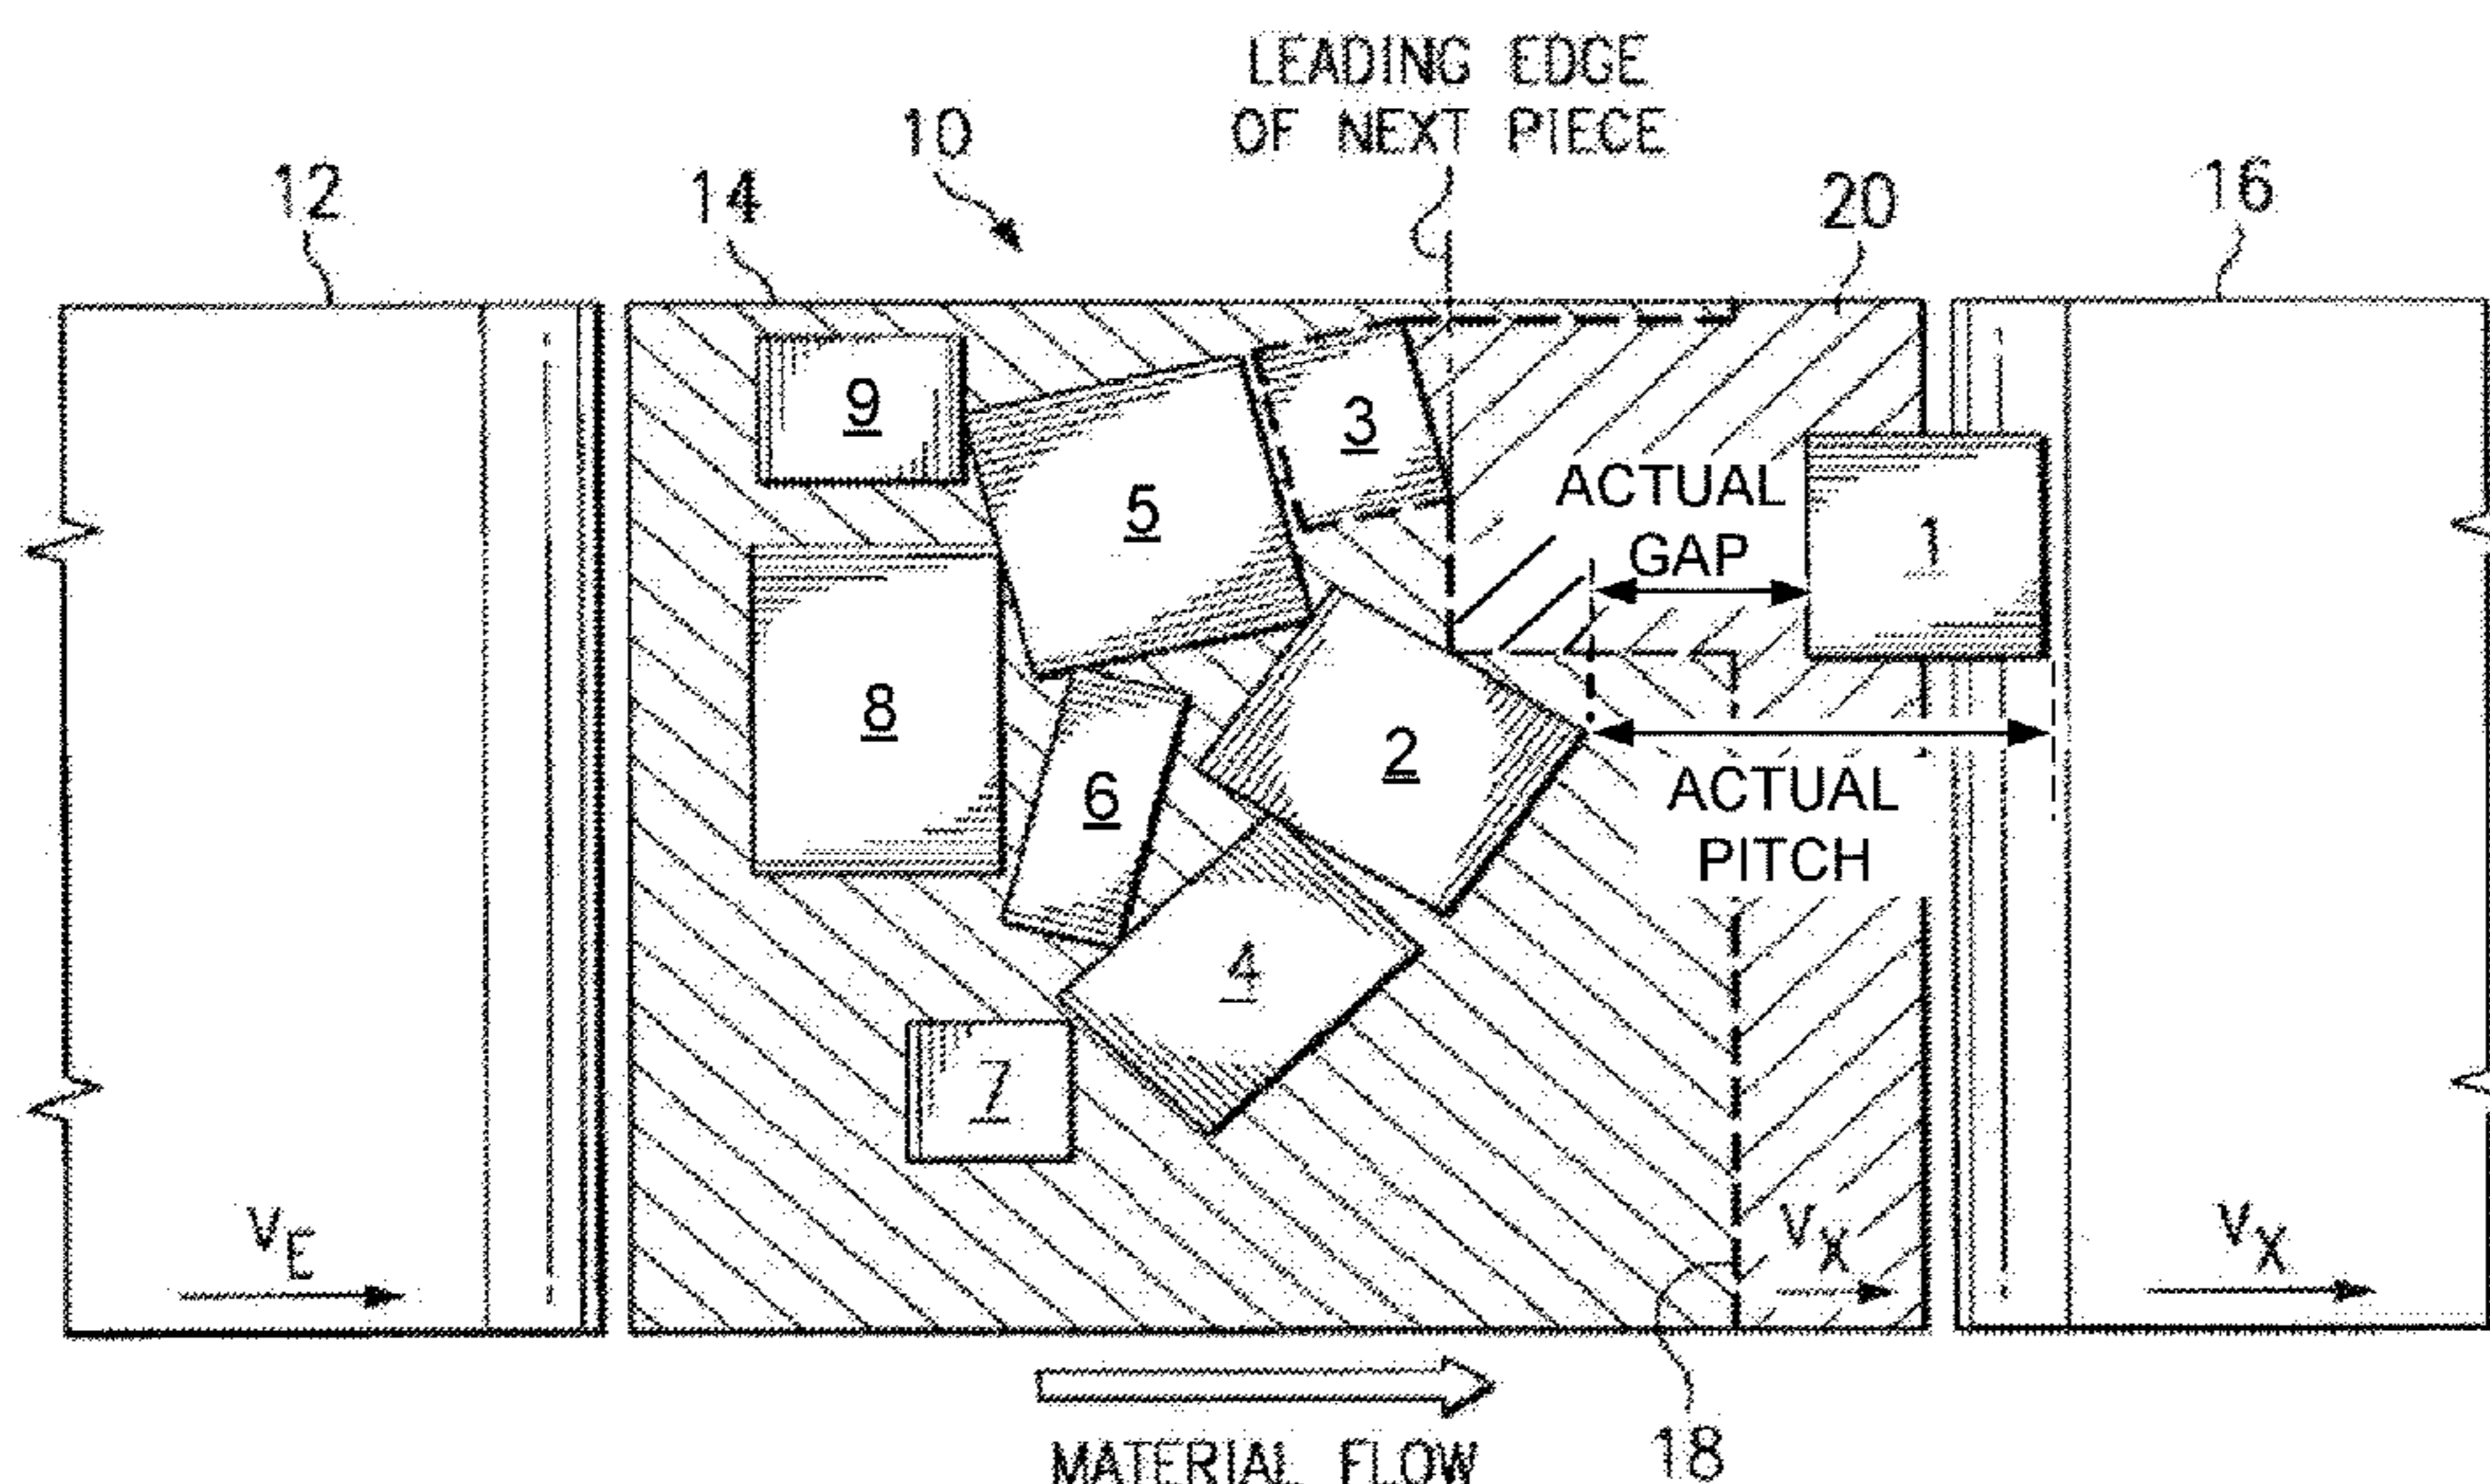 LEADING EDGE
OF NEXT PIECE
10
12
14
20
16
9
3
5
ACTUAL
GAP
1
8
2
6
ACTUAL
PITCH
4
7
VE
VX
VX
MATERIAL FLOW
18